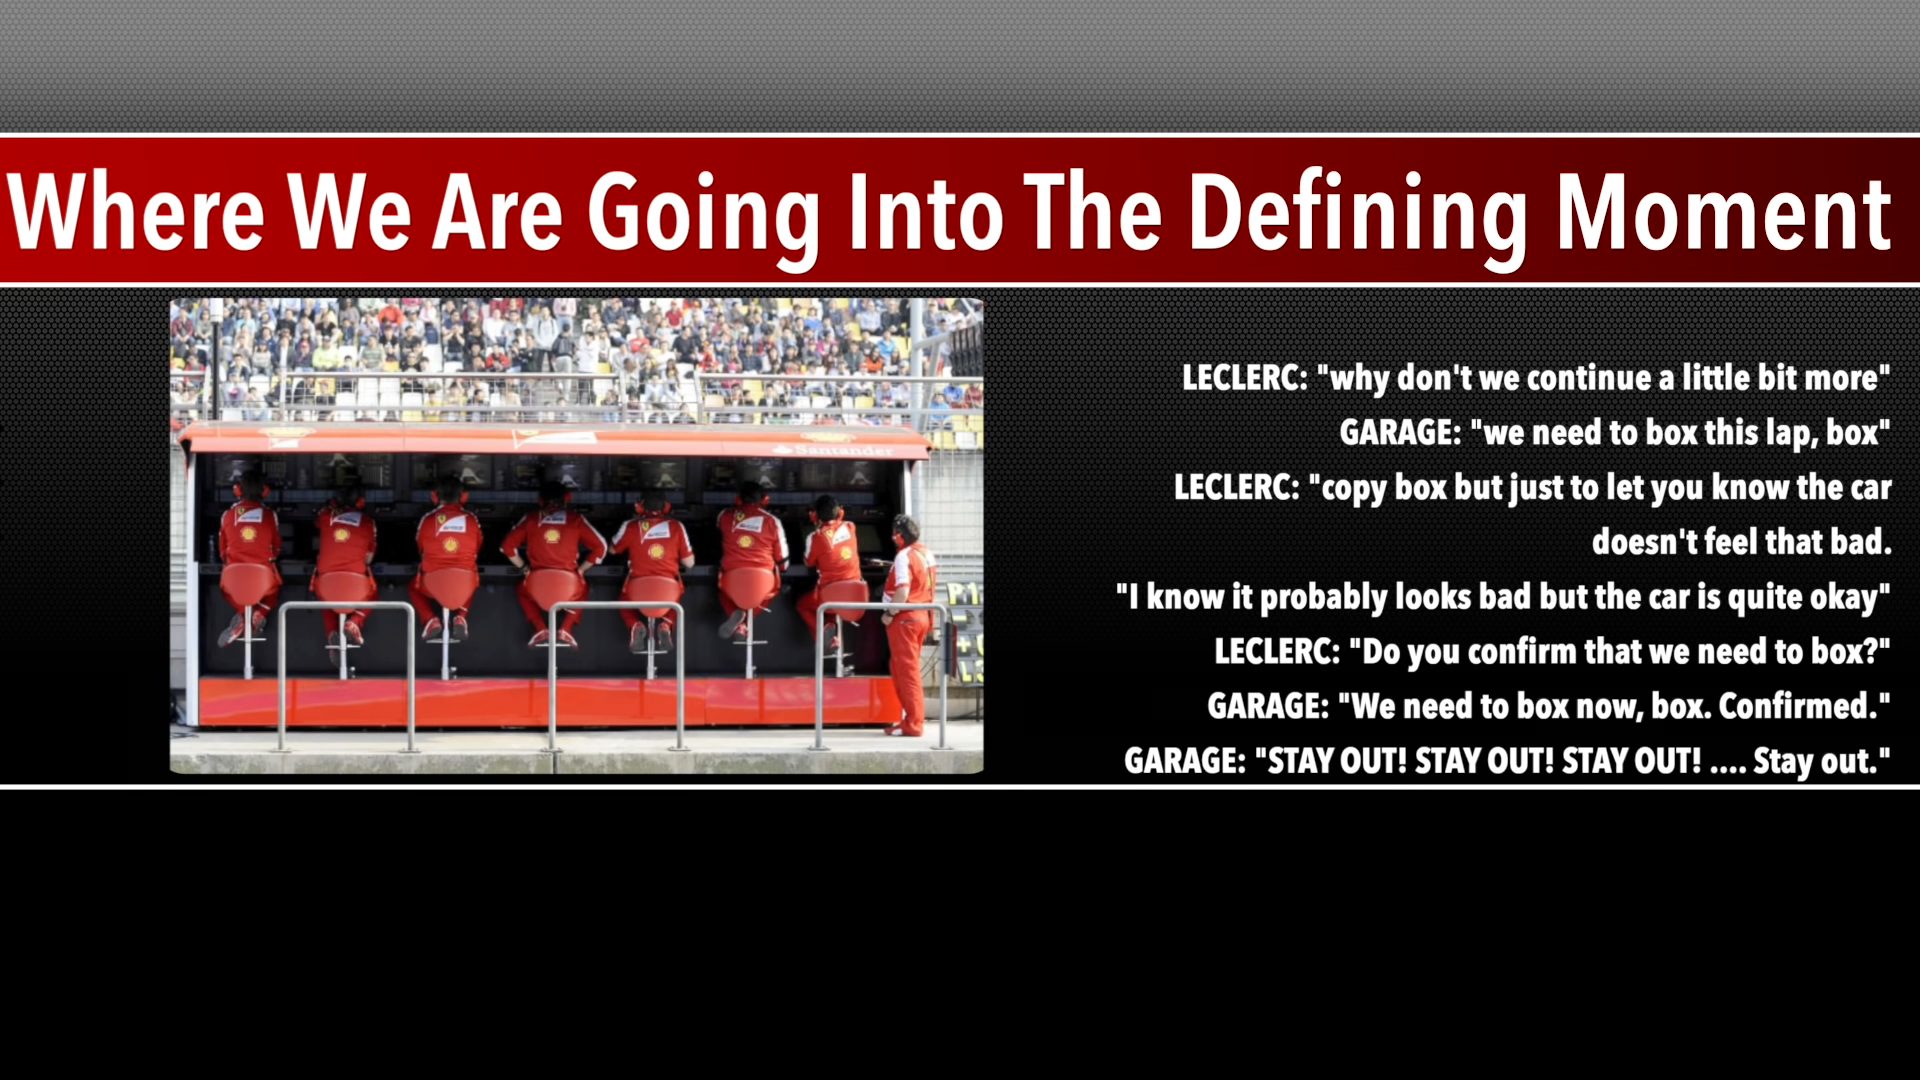 Where We Are Going Into The Defining Moment
Santander
LECLERC: "why don't we continue a little bit more"
GARAGE: "we need to box this lap, box"
LECLERC: "copy box but just to let you know the car
doesn't feel that bad.
"I know it probably looks bad but the car is quite okay"
LECLERC: "Do you confirm that we need to box?"
GARAGE: "We need to box now, box. Confirmed."
GARAGE: "STAY OUT! STAY OUT! STAY OUT! .... Stay out."